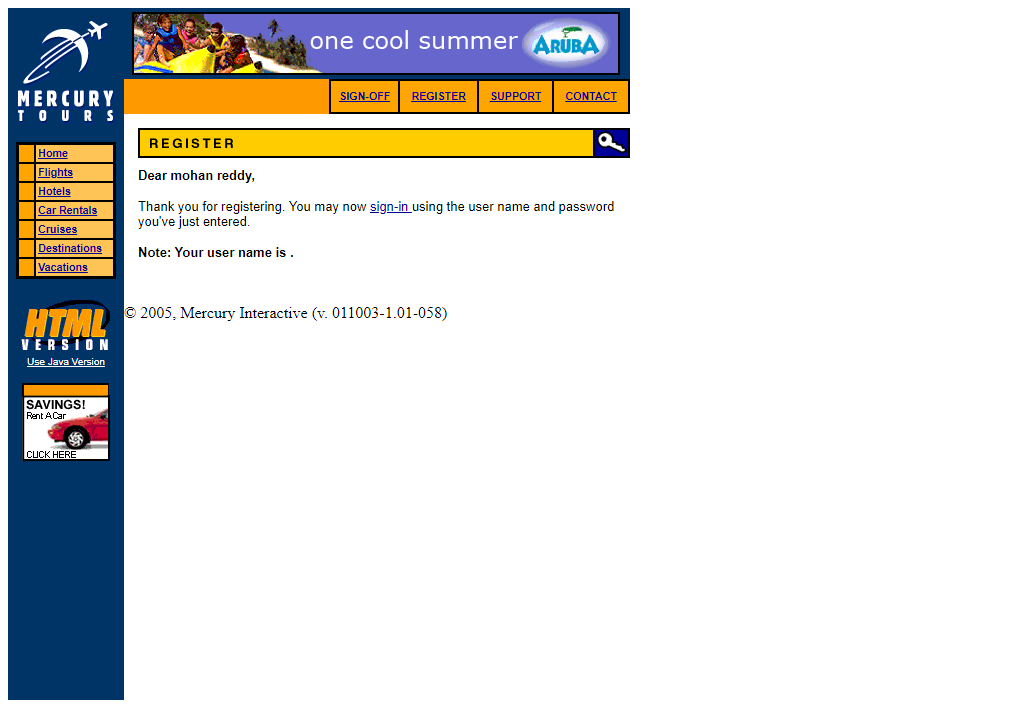 MERCURY
TOURS
one cool summer
ARUBA
SIGN-OFF
REGISTER
SUPPORT
CONTACT
Home
Flights
Hotels
Car Rentals
Cruises
Destinations
Vacations
HTML
VERSION
Use Java Version
SAVINGS!
Rent A Car
CLICK HERE
REGISTER
Dear mohan reddy,
Thank you for registering. You may now sign-in using the user name and password
you've just entered.
Note: Your user name is .
© 2005, Mercury Interactive (v. 011003-1.01-058)